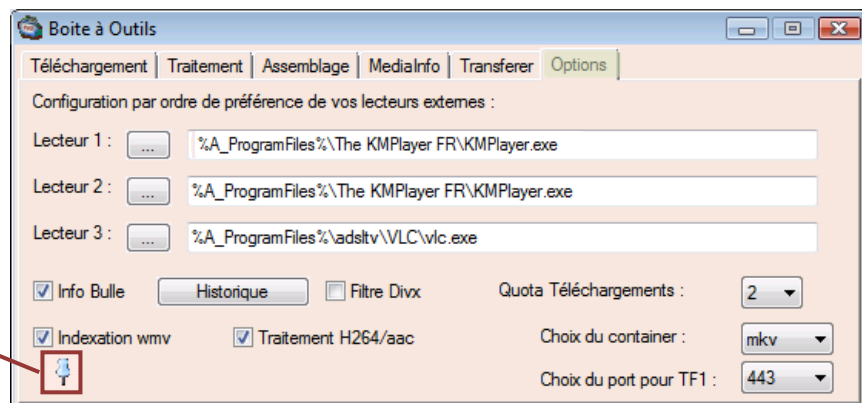 Boite à Outils
Téléchargement Traitement Assemblage MediaInfo Transferer Options
Configuration par ordre de préférence de vos lecteurs externes :
Lecteur 1 : ... %A_ProgramFiles%\The KMPlayer FR\KMPlayer.exe
Lecteur 2 : ... %A_ProgramFiles%\The KMPlayer FR\KMPlayer.exe
Lecteur 3 : ... %A_ProgramFiles%\adsltv\VLC\vlc.exe
Info Bulle Historique Filtre Divx Quota Téléchargements : 2
Indexation wmv Traitement H264/aac Choix du container : mkv
Choix du port pour TF1 : 443